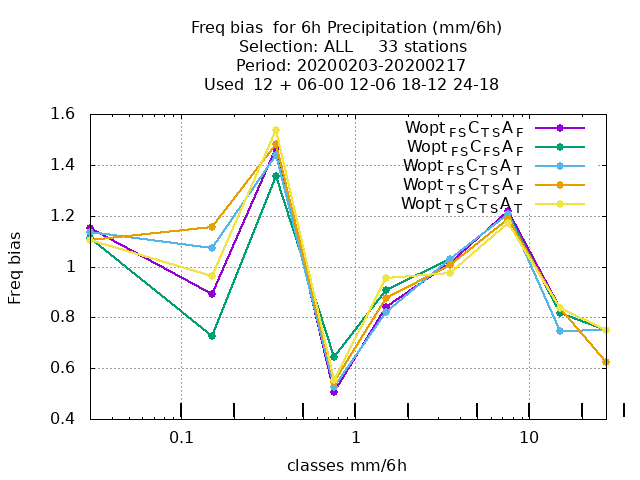 Freq bias  for 6h Precipitation (mm/6h)
Selection: ALL     33 stations
Period: 20200203-20200217
Used  12 + 06-00 12-06 18-12 24-18
1.6
1.4
1.2
1
0.8
0.6
0.4
Freq bias
Wopt FS C TS A F
Wopt FS C FS A F
Wopt FS C TS A T
Wopt TS C TS A F
Wopt TS C TS A T
0.1
1
10
classes mm/6h